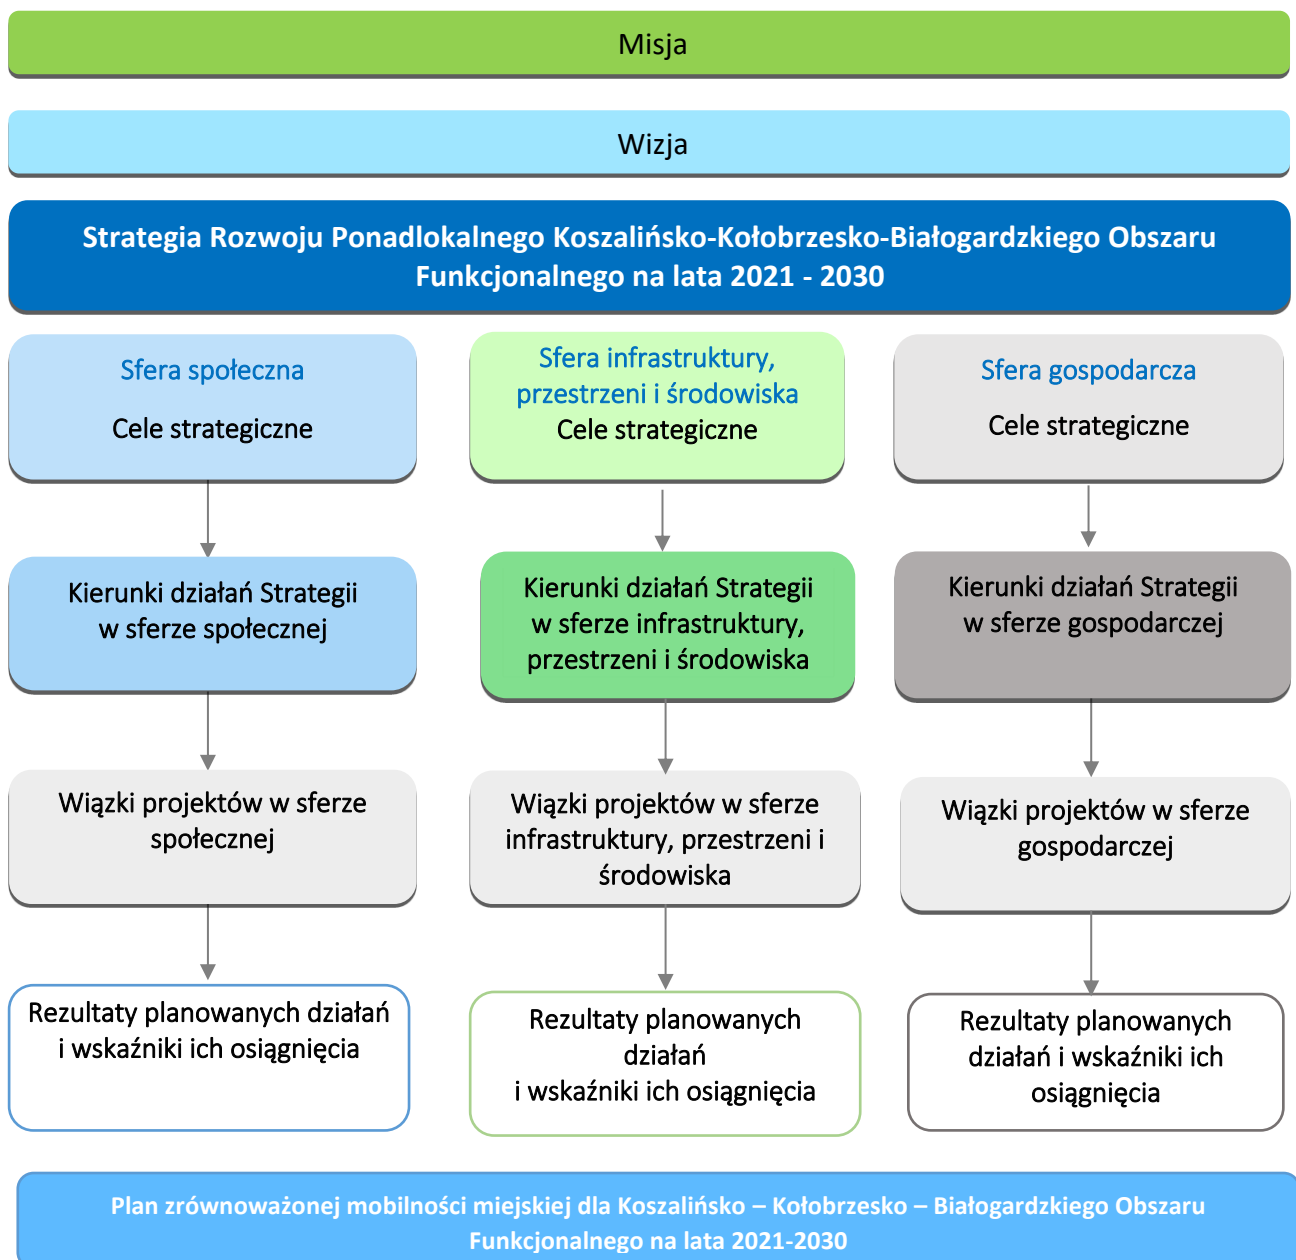 Misja
Wizja
Strategia Rozwoju Ponadlokalnego Koszalińsko-Kołobrzesko-Białogardzkiego Obszaru
Funkcjonalnego na lata 2021 - 2030
Sfera społeczna
Cele strategiczne
Sfera infrastruktury,
przestrzeni i środowiska
Cele strategiczne
Sfera gospodarcza
Cele strategiczne
Kierunki działań Strategii
w sferze społecznej
Kierunki działań Strategii
w sferze infrastruktury,
przestrzeni i środowiska
Kierunki działań Strategii
w sferze gospodarczej
Wiązki projektów w sferze
społecznej
Wiązki projektów w sferze
infrastruktury, przestrzeni i
środowiska
Wiązki projektów w sferze
gospodarczej
Rezultaty planowanych działań
i wskaźniki ich osiągnięcia
Rezultaty planowanych
działań
i wskaźniki ich osiągnięcia
Rezultaty planowanych
działań i wskaźniki ich
osiągnięcia
Plan zrównoważonej mobilności miejskiej dla Koszalińsko – Kołobrzesko – Białogardzkiego Obszaru
Funkcjonalnego na lata 2021-2030